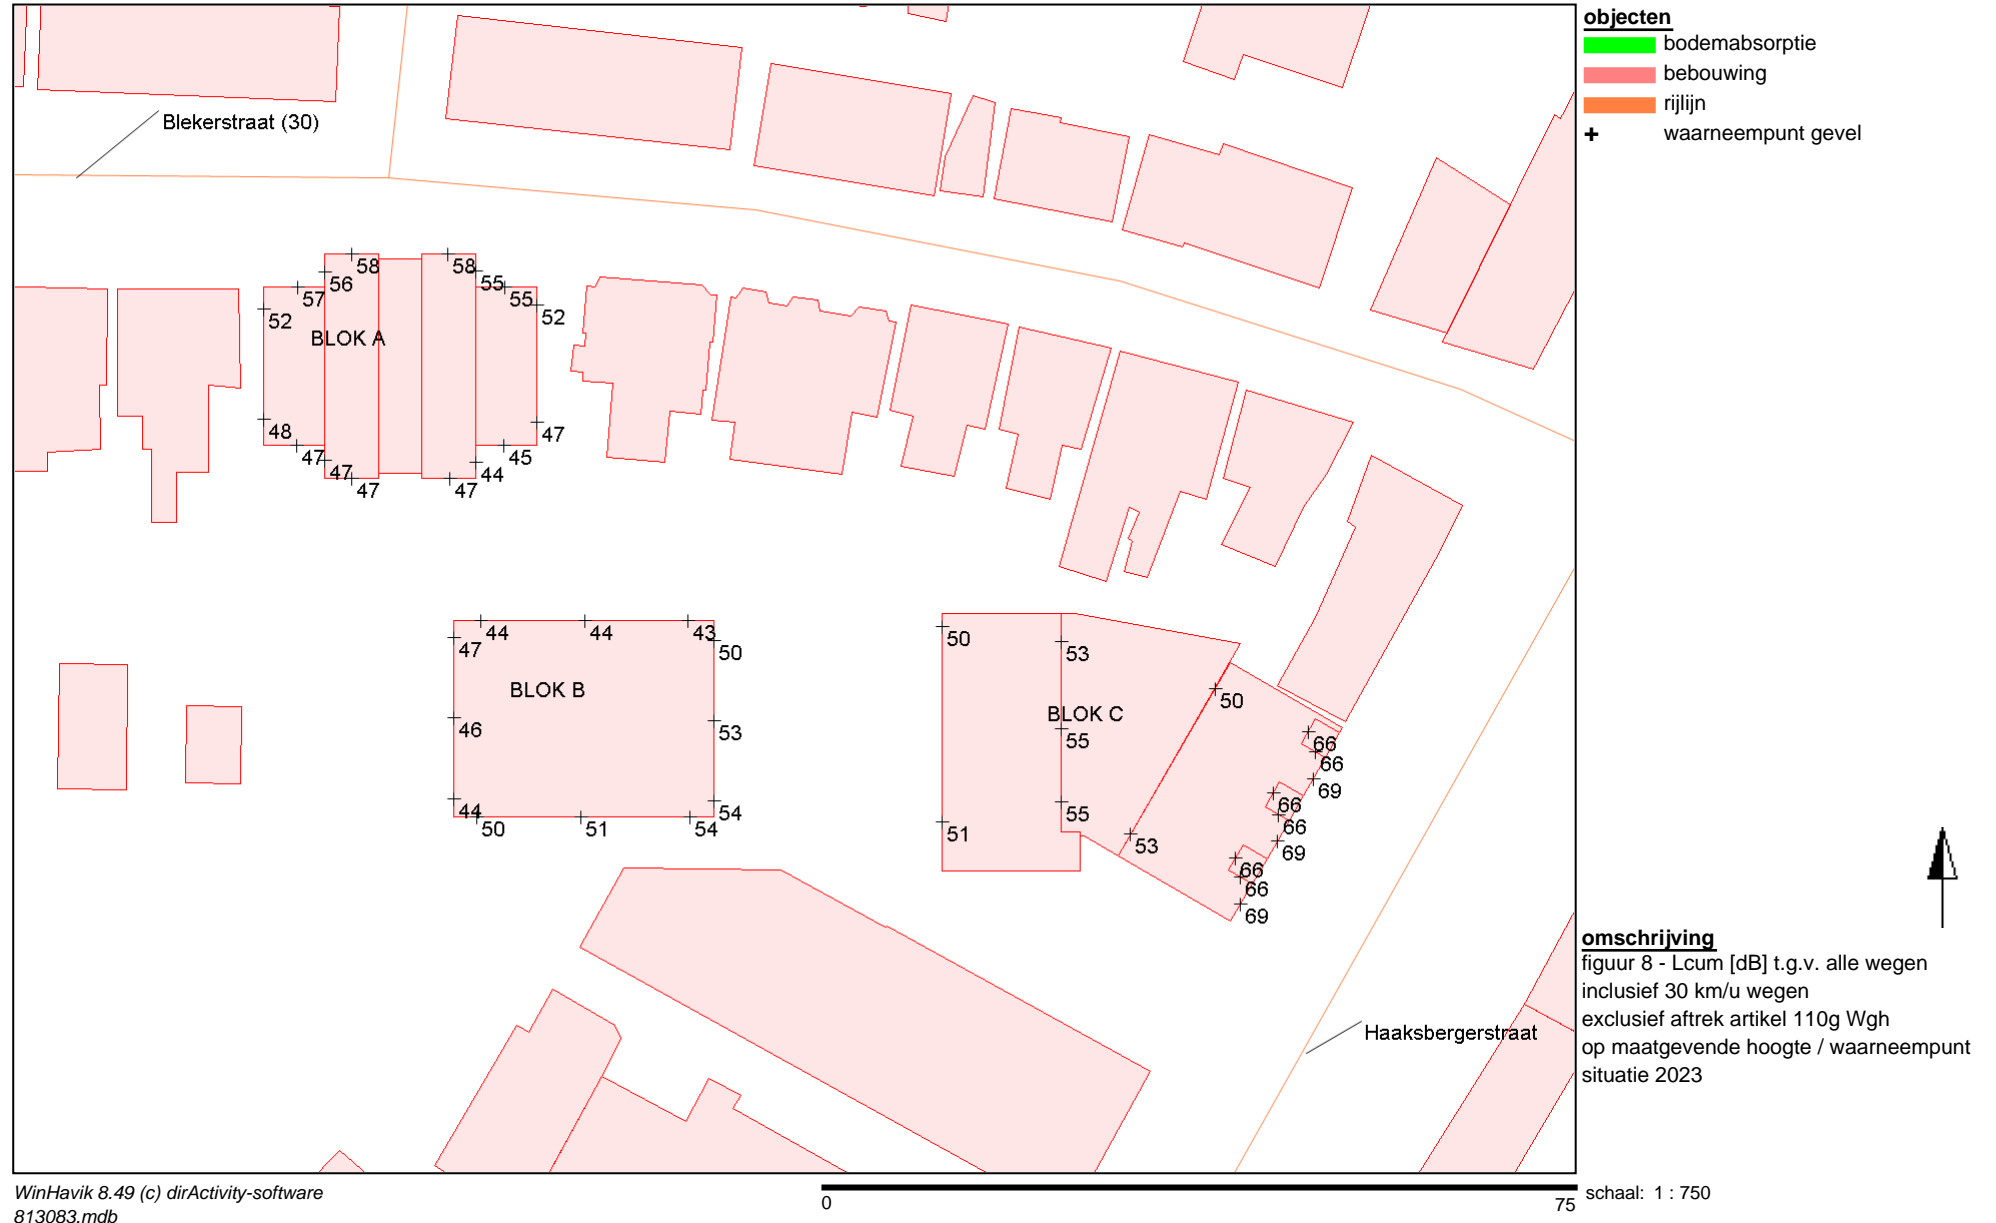 objecten
bodemabsorptie
bebouwing
rijlijn
+ waarneempunt gevel
Blekerstraat (30)
58 58
56 55
57 55
52 52
BLOK A
48 47
47 45
47 44
47 47
44 44 43
47 50
BLOK B
46 53
44 54
50 51 54
50 53
50
BLOK C
55
66
66
69
55 66
51 53 66
69
66
66
69
Haaksbergerstraat
omschrijving
figuur 8 - Lcum [dB] t.g.v. alle wegen
inclusief 30 km/u wegen
exclusief aftrek artikel 110g Wgh
op maatgevende hoogte / waarneempunt
situatie 2023
WinHavik 8.49 (c) dirActivity-software
813083.mdb
0 75
schaal: 1 : 750